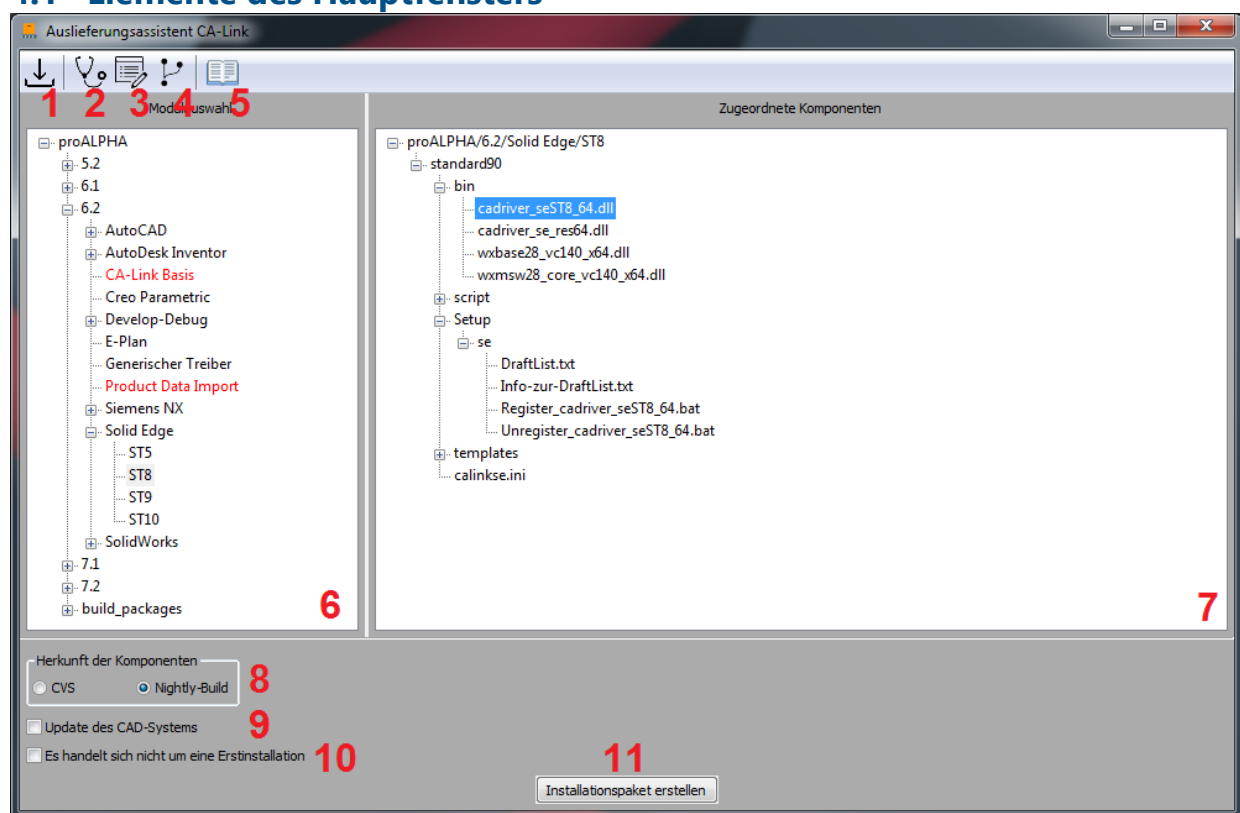 4.1 Elemente des Hauptfensters
Auslieferungsassistent CA-Link
1 2 3 4 5
Modulauswahl
Zugeordnete Komponenten
proALPHA
5.2
6.1
6.2
AutoCAD
AutoDesk Inventor
CA-Link Basis
Creo Parametric
Develop-Debug
E-Plan
Generischer Treiber
Product Data Import
Siemens NX
Solid Edge
ST5
ST8
ST9
ST10
SolidWorks
7.1
7.2
build_packages
6
proALPHA/6.2/Solid Edge/ST8
standard90
bin
cadriver_seST8_64.dll
cadriver_se_res64.dll
wxbase28_vc140_x64.dll
wxmsw28_core_vc140_x64.dll
script
Setup
se
DraftList.txt
Info-zur-DraftList.txt
Register_cadriver_seST8_64.bat
Unregister_cadriver_seST8_64.bat
templates
calinkse.ini
7
Herkunft der Komponenten
CVS Nightly-Build 8
Update des CAD-Systems 9
Es handelt sich nicht um eine Erstinstallation 10
11
Installationspaket erstellen